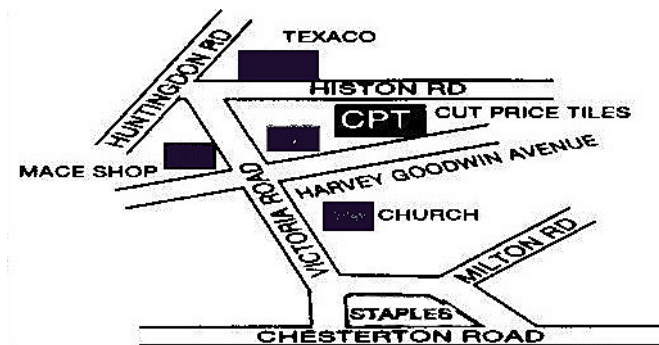 TEXACO
HUNTINGDON RD
HISTON RD
CPT
CUT PRICE TILES
MACE SHOP
VICTORIA ROAD
HARVEY GOODWIN AVENUE
CHURCH
MILTON RD
STAPLES
CHESTERTON ROAD